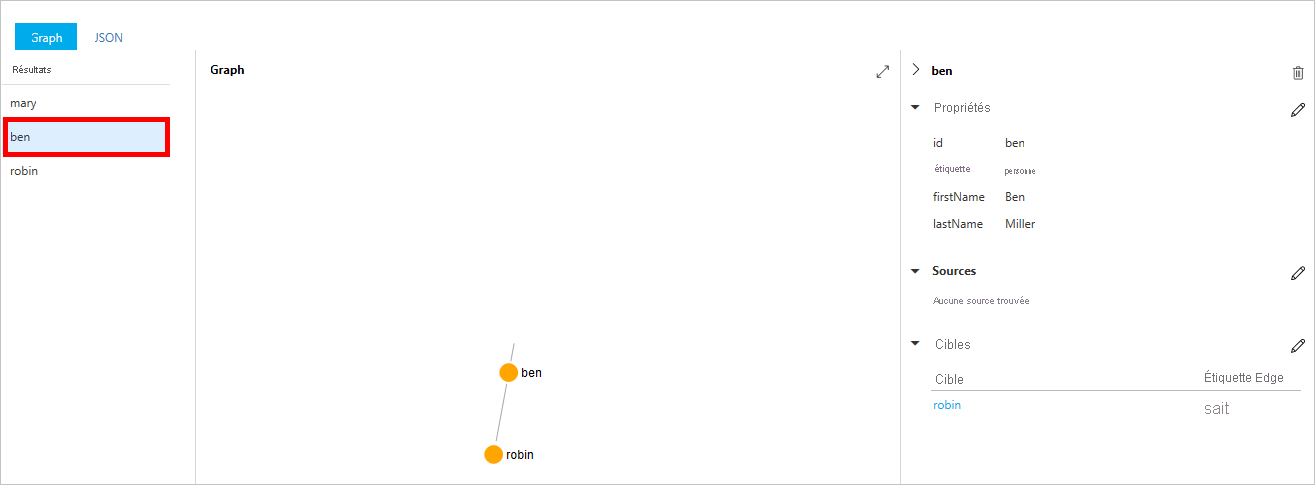 Graph JSON
Résultats
mary
ben
robin
Graph
ben
robin
ben
Propriétés
id ben
étiquette personne
firstName Ben
lastName Miller
Sources
Aucune source trouvée
Cibles
Cible Étiquette Edge
robin sait